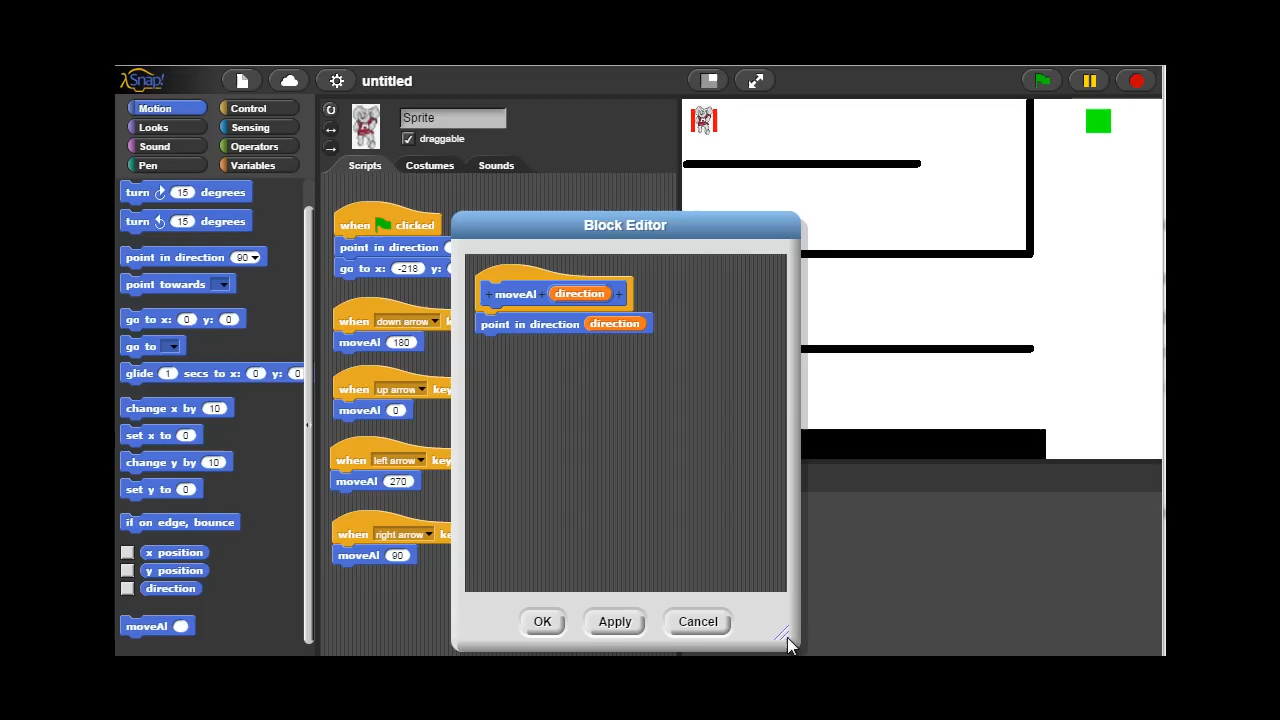 Snap! untitled
Motion Control
Looks Sensing
Sound Operators
Pen Variables
Sprite
draggable
Scripts Costumes Sounds
turn 15 degrees
turn 15 degrees
point in direction 90
point towards
go to x: 0 y: 0
go to
glide 1 secs to x: 0 y: 0
change x by 10
set x to 0
change y by 10
set y to 0
if on edge, bounce
x position
y position
direction
moveAl
when clicked
point in direction
go to x: -218 y:
when down arrow k
moveAl 180
when up arrow key
moveAl 0
when left arrow key
moveAl 270
when right arrow ke
moveAl 90
Block Editor
+ moveAl + direction +
point in direction direction
OK Apply Cancel